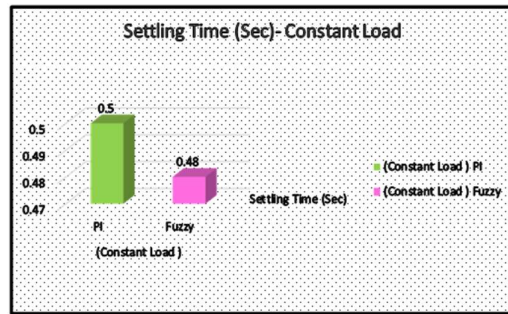 Settling Time (Sec)- Constant Load
0.5
0.5
0.49
0.48
0.48
0.47
Settling Time (Sec)
PI
Fuzzy
(Constant Load )
(Constant Load ) PI
(Constant Load ) Fuzzy